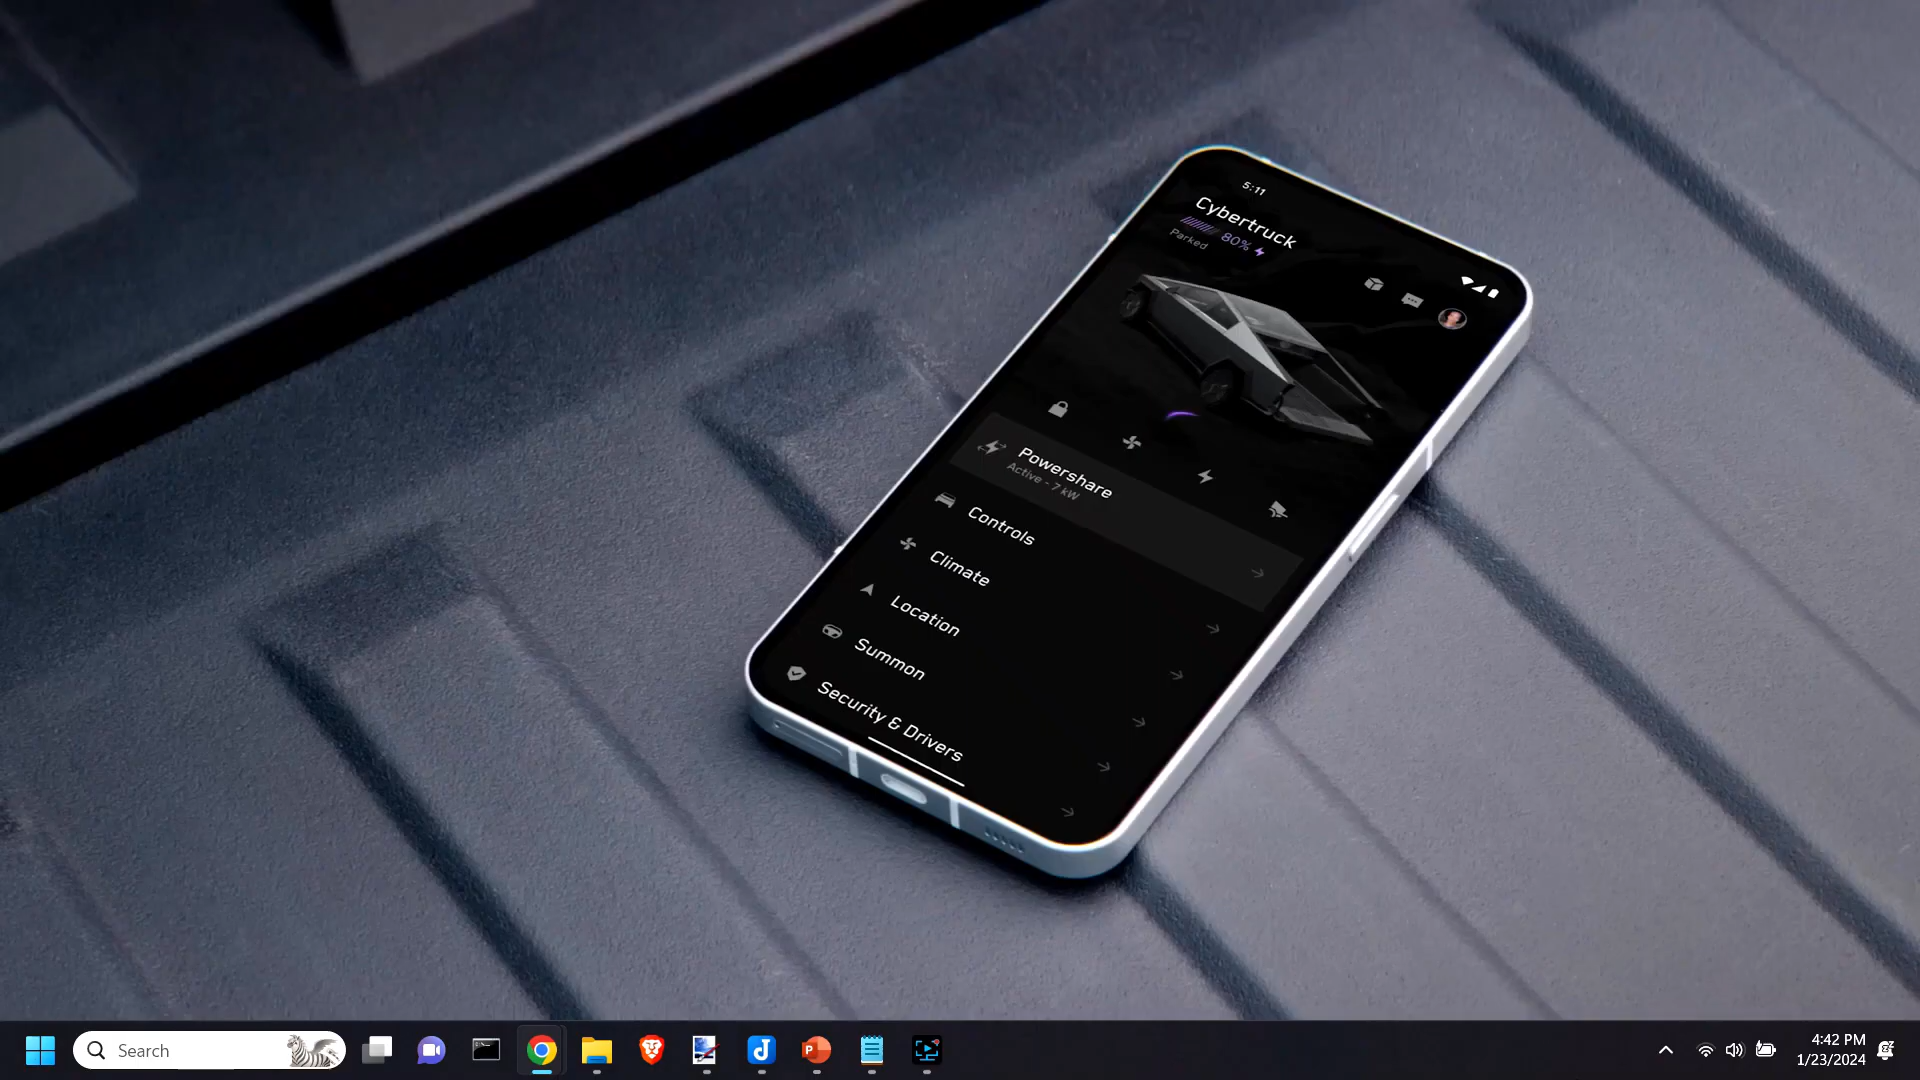 5:11
Cybertruck
80%
Parked
Powershare
Active - 7 kW
Controls
Climate
Location
Summon
Security & Drivers
Search
4:42 PM
1/23/2024